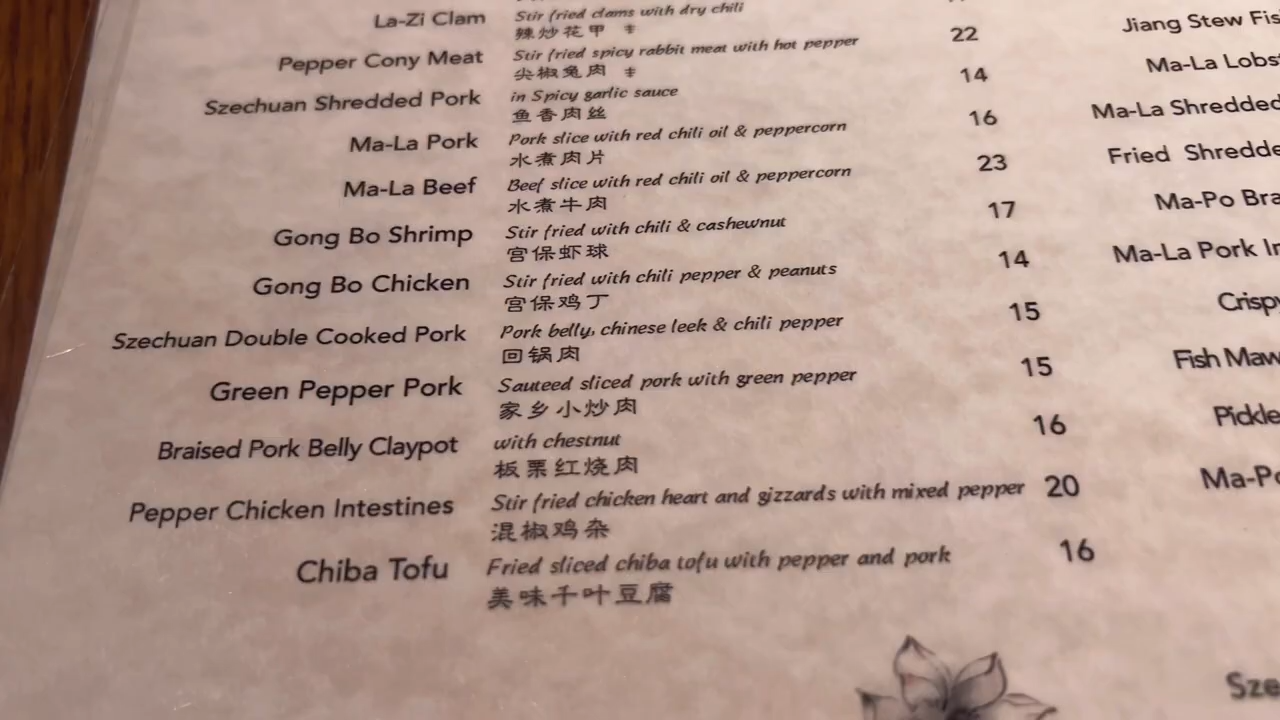 La-Zi Clam
Stir fried clams with dry chili
辣炒花甲
Pepper Cony Meat
Stir fried spicy rabbit meat with hot pepper
22
尖椒兔肉
Szechuan Shredded Pork
in Spicy garlic sauce
14
鱼香肉丝
Ma-La Pork
Pork slice with red chili oil & peppercorn
16
水煮肉片
Ma-La Beef
Beef slice with red chili oil & peppercorn
23
水煮牛肉
Gong Bo Shrimp
Stir fried with chili & cashewnut
17
宫保虾球
Gong Bo Chicken
Stir fried with chili pepper & peanuts
14
宫保鸡丁
Szechuan Double Cooked Pork
Pork belly, chinese leek & chili pepper
15
回锅肉
Green Pepper Pork
Sauteed sliced pork with green pepper
15
家乡小炒肉
Braised Pork Belly Claypot
with chestnut
16
板栗红烧肉
Pepper Chicken Intestines
Stir fried chicken heart and gizzards with mixed pepper
20
混椒鸡杂
Chiba Tofu
Fried sliced chiba tofu with pepper and pork
16
美味千叶豆腐
Jiang Stew Fis
Ma-La Lobst
Ma-La Shredded
Fried Shredde
Ma-Po Bra
Ma-La Pork In
Crisp
Fish Maw
Pickle
Ma-Po
Sze